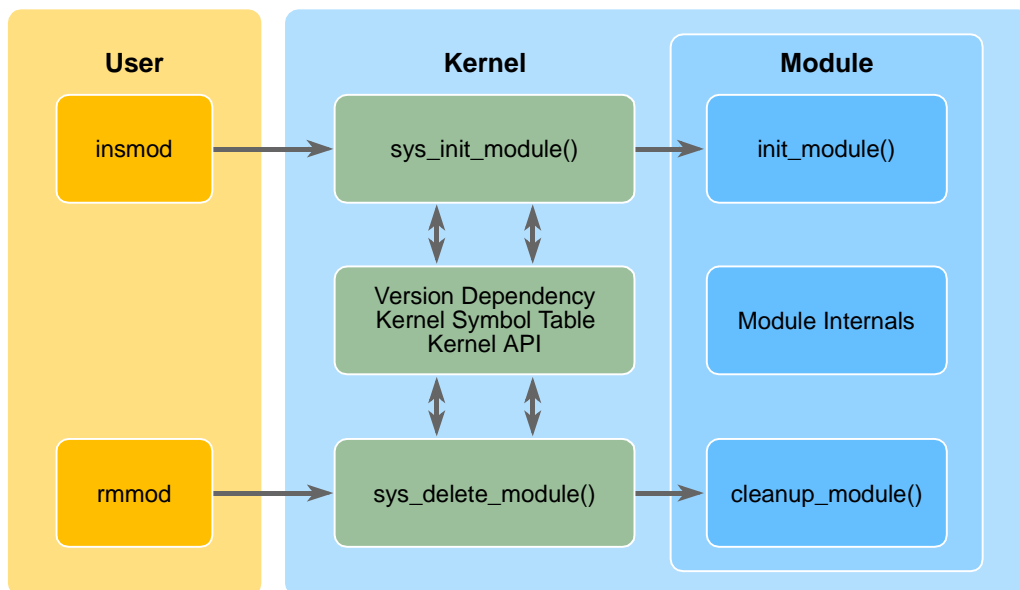 User
Kernel
Module
insmod
sys_init_module()
init_module()
Version Dependency
Kernel Symbol Table
Kernel API
Module Internals
rmmod
sys_delete_module()
cleanup_module()